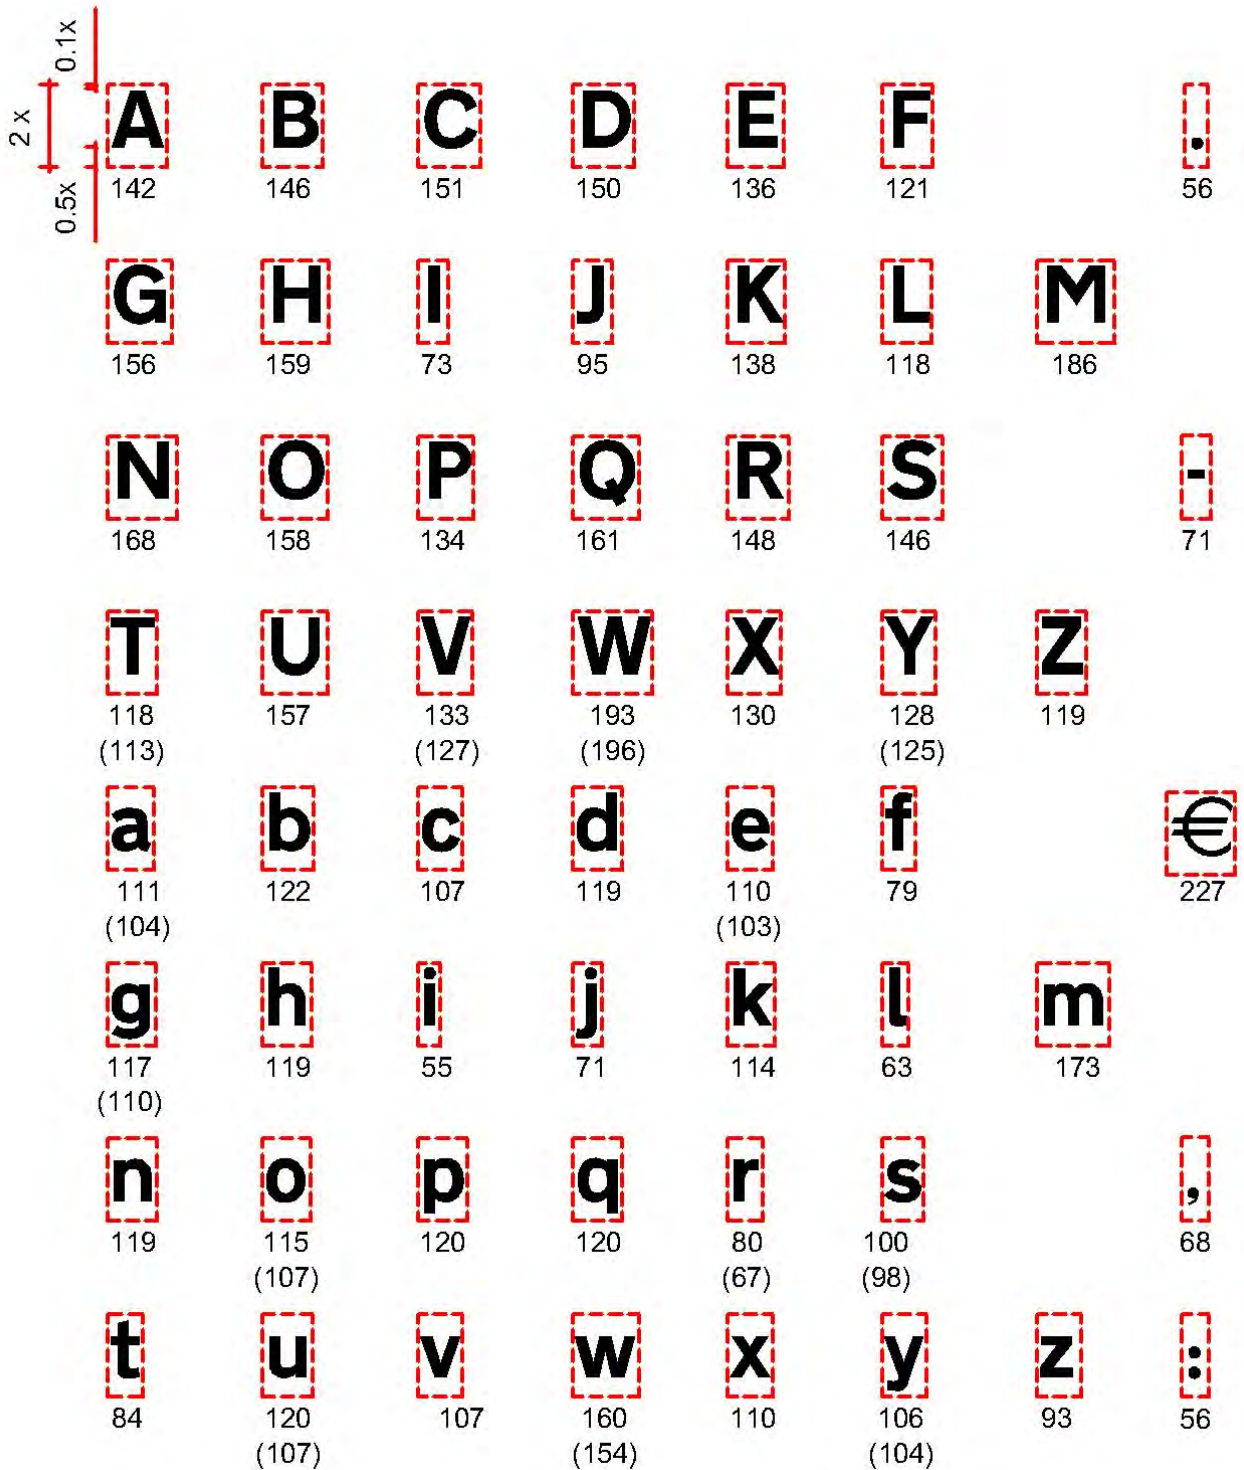 0.1x
2 x
0.5x
A B C D E F .
142 146 151 150 136 121 56
G H I J K L M
156 159 73 95 138 118 186
N O P Q R S -
168 158 134 161 148 146 71
T U V W X Y Z
118 157 133 193 130 128 119
(113) (127) (196) (125)
a b c d e f €
111 122 107 119 110 79 227
(104) (103)
g h i j k l m
117 119 55 71 114 63 173
(110)
n o p q r s ,
119 115 120 120 80 100 68
(107) (67) (98)
t u v w x y z :
84 120 107 160 110 106 93 56
(107) (154) (104)